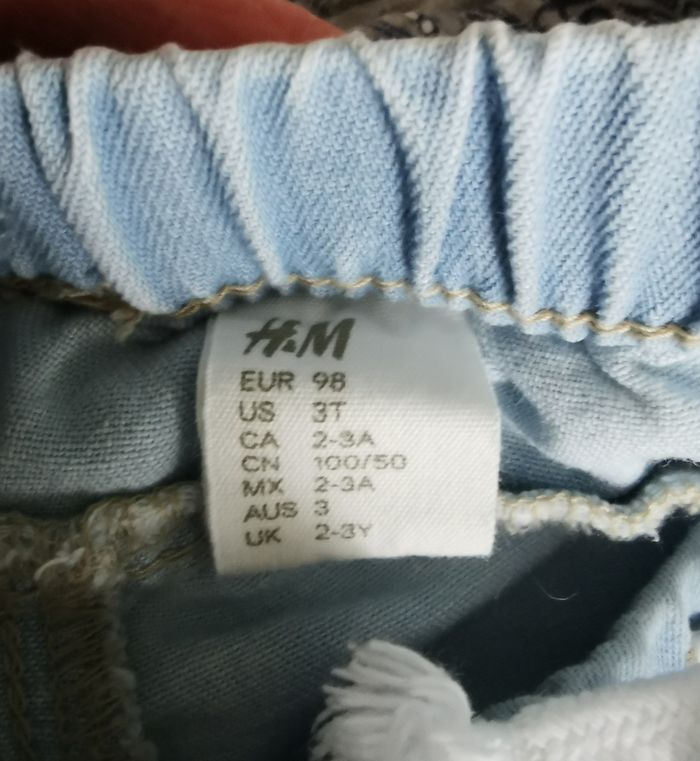 H&M
EUR 98
US 3T
CA 2-3A
CN 100/50
MX 2-3A
AUS 3
UK 2-3Y